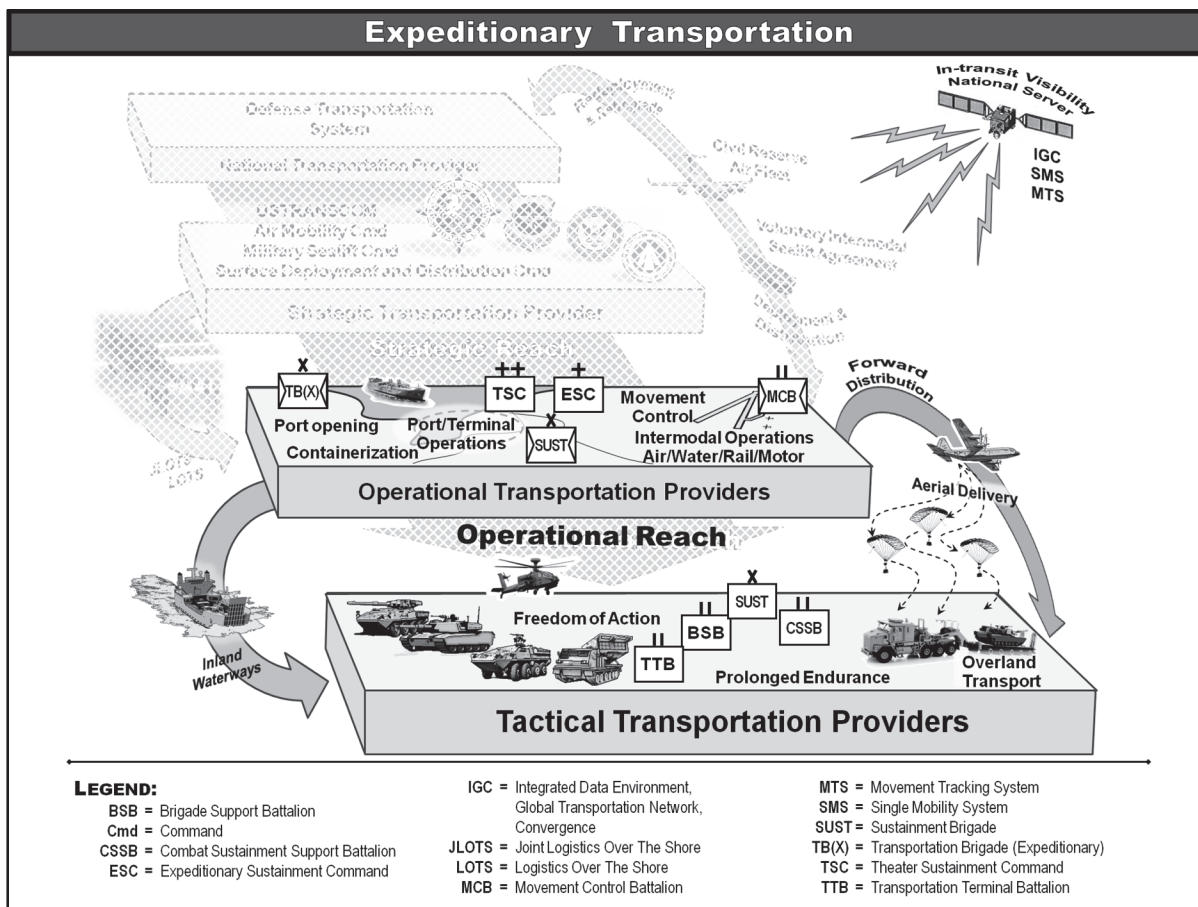 Expeditionary Transportation
In-transit Visibility
National Server
IGC
SMS
MTS
Defense Transportation
System
National Transportation Provider
Civil Reserve
Air Fleet
USTRANSCOM
Air Mobility Cmd
Military Sealift Cmd
Surface Deployment and Distribution Cmd
Voluntary Intermodal
Sealift Agreement
Strategic Transportation Provider
Deployment &
Distribution
Strategic Reach
JLOTS
LOTS
X
TB(X)
Port opening
Containerization
Port/Terminal
Operations
++
TSC
+
ESC
X
SUST
Movement
Control
II
MCB
Intermodal Operations
Air/Water/Rail/Motor
Operational Transportation Providers
Forward
Distribution
Aerial Delivery
Operational Reach
Inland
Waterways
Freedom of Action
II
TTB
II
BSB
X
SUST
II
CSSB
Prolonged Endurance
Overland
Transport
Tactical Transportation Providers
LEGEND:
BSB = Brigade Support Battalion
Cmd = Command
CSSB = Combat Sustainment Support Battalion
ESC = Expeditionary Sustainment Command
IGC = Integrated Data Environment,
Global Transportation Network,
Convergence
JLOTS = Joint Logistics Over The Shore
LOTS = Logistics Over The Shore
MCB = Movement Control Battalion
MTS = Movement Tracking System
SMS = Single Mobility System
SUST = Sustainment Brigade
TB(X) = Transportation Brigade (Expeditionary)
TSC = Theater Sustainment Command
TTB = Transportation Terminal Battalion